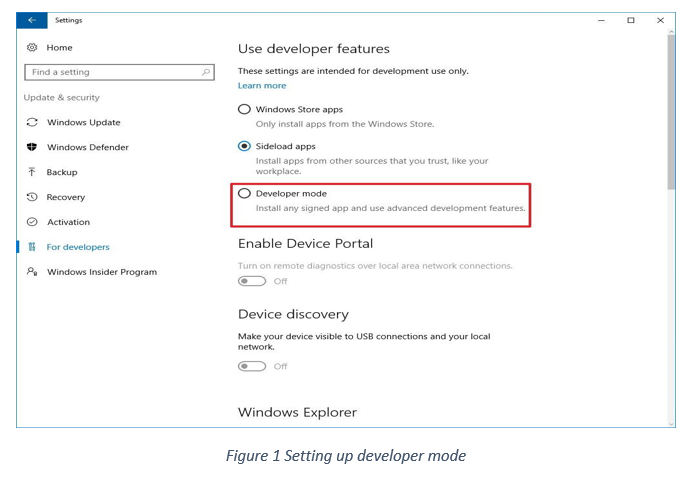 Settings
Home
Find a setting
Update & security
Windows Update
Windows Defender
Backup
Recovery
Activation
For developers
Windows Insider Program
Use developer features
These settings are intended for development use only.
Learn more
Windows Store apps
Only install apps from the Windows Store.
Sideload apps
Install apps from other sources that you trust, like your
workplace.
Developer mode
Install any signed app and use advanced development features.
Enable Device Portal
Turn on remote diagnostics over local area network connections.
Off
Device discovery
Make your device visible to USB connections and your local
network.
Off
Windows Explorer
Figure 1 Setting up developer mode